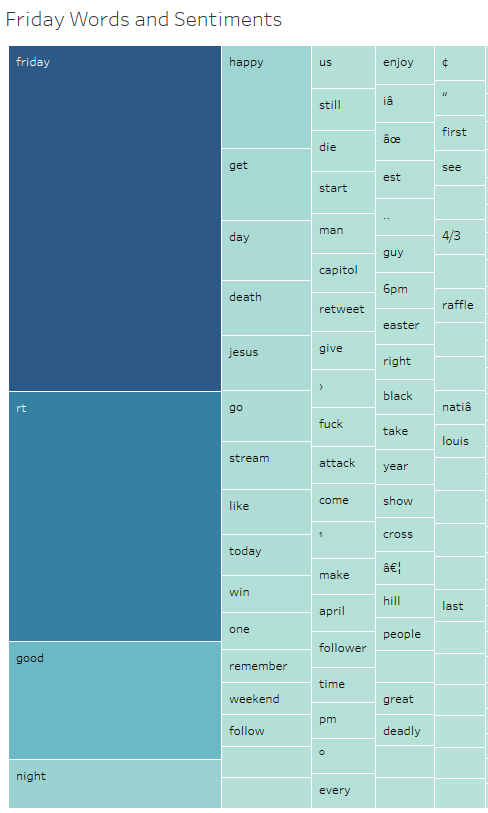 Friday Words and Sentiments
friday
rt
good
night
happy
get
day
death
jesus
go
stream
like
today
win
one
remember
weekend
follow
us
still
die
start
man
capitol
retweet
give
›
fuck
attack
come
¹
make
april
follower
time
pm
º
every
enjoy
iâ
âœ
est
..
guy
6pm
easter
right
black
take
year
show
cross
â€¦
hill
people
great
deadly
¢
“
first
see
4/3
raffle
natiâ
louis
last